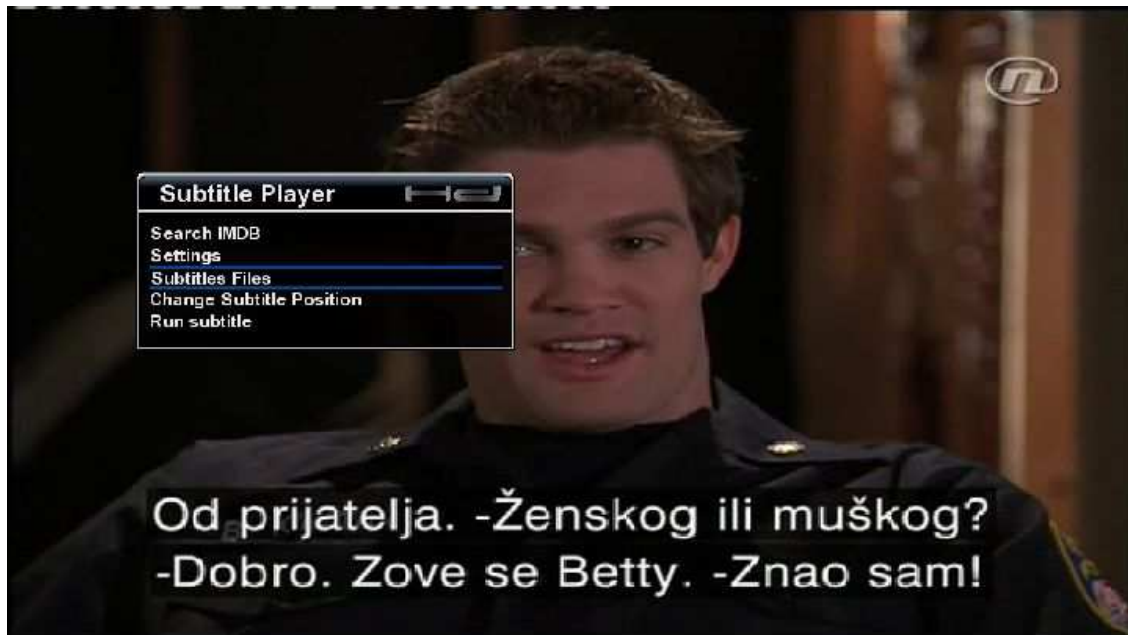 n
Subtitle Player HD
Search IMDB
Settings
Subtitles Files
Change Subtitle Position
Run subtitle
Od prijatelja. -Ženskog ili muškog?
-Dobro. Zove se Betty. -Znao sam!